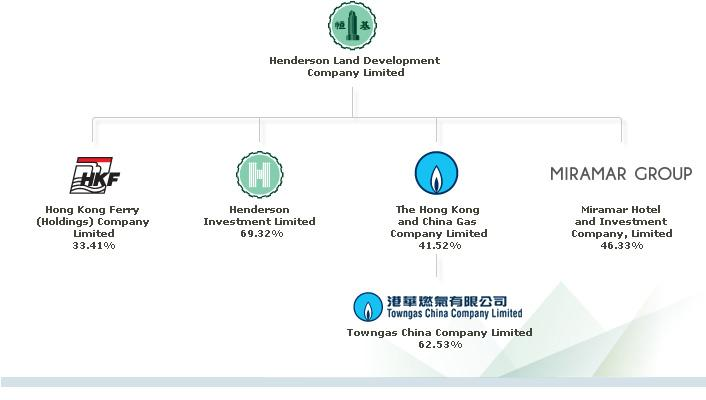 恒 基
Henderson Land Development
Company Limited
HKF
H
MIRAMAR GROUP
Hong Kong Ferry
(Holdings) Company
Limited
33.41%
Henderson
Investment Limited
69.32%
The Hong Kong
and China Gas
Company Limited
41.52%
Miramar Hotel
and Investment
Company, Limited
46.33%
港華燃氣有限公司
Towngas China Company Limited
Towngas China Company Limited
62.53%